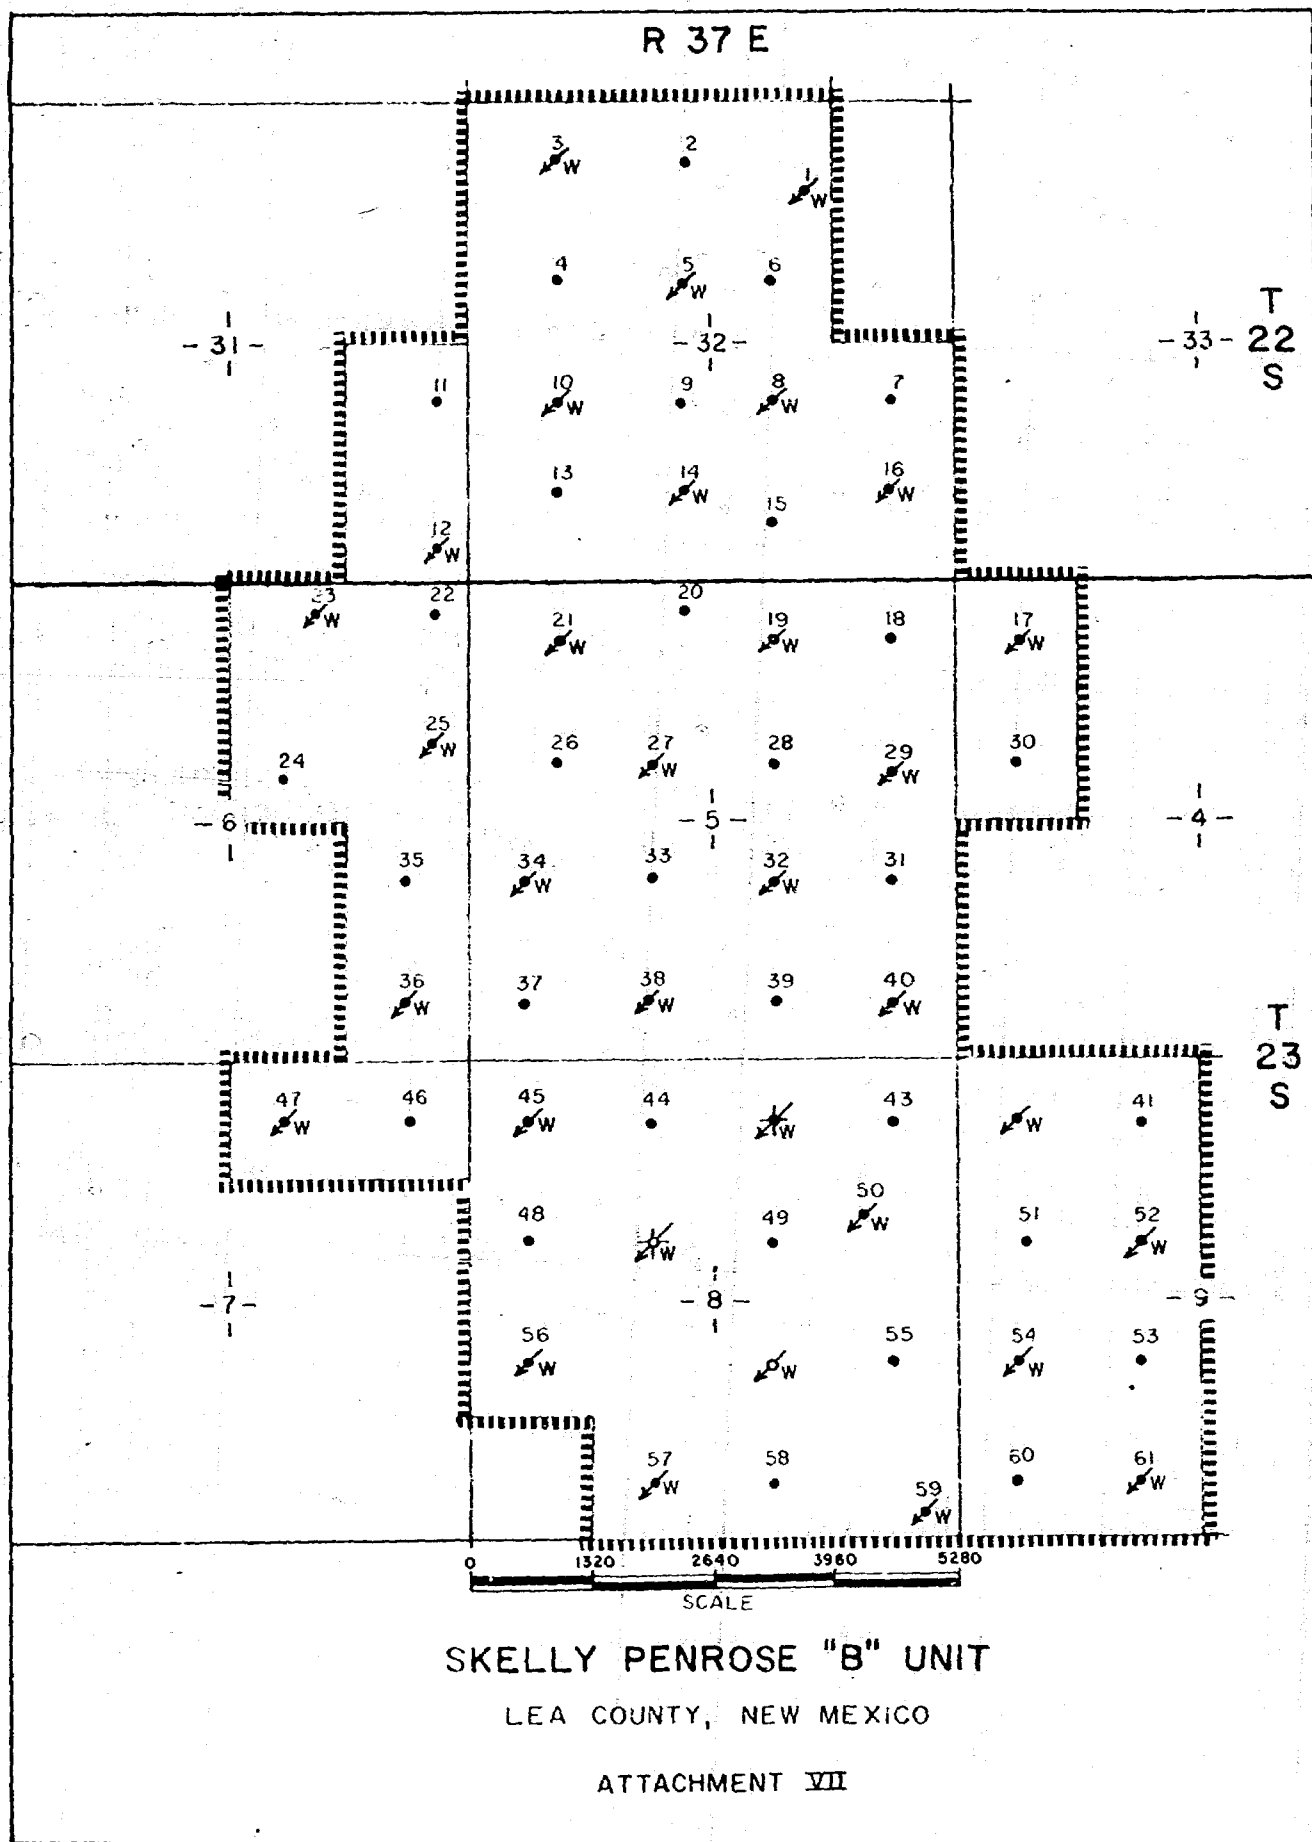 R 37 E
3 2
W
1
W
4 5 6
W
T
22
S
- 31 -
- 32 -
- 33 -
11 10 9 8 7
W W
13 14 16
W W
15
12
W
23 22 20
W
21 19 18 17
W W W
25 26 27 28 29 30
W W W
24
- 6 -
- 5 -
- 4 -
35 34 33 32 31
W W
36 37 38 39 40
W W W
T
23
S
47 46 45 44 43 41
W W W W
50
W
48 49 51 52
W W
- 7 -
- 8 -
- 9 -
56 55 54 53
W W W
57 58 60 61
W W
59
W
0 1320 2640 3960 5280
SCALE
SKELLY PENROSE "B" UNIT
LEA COUNTY, NEW MEXICO
ATTACHMENT VII